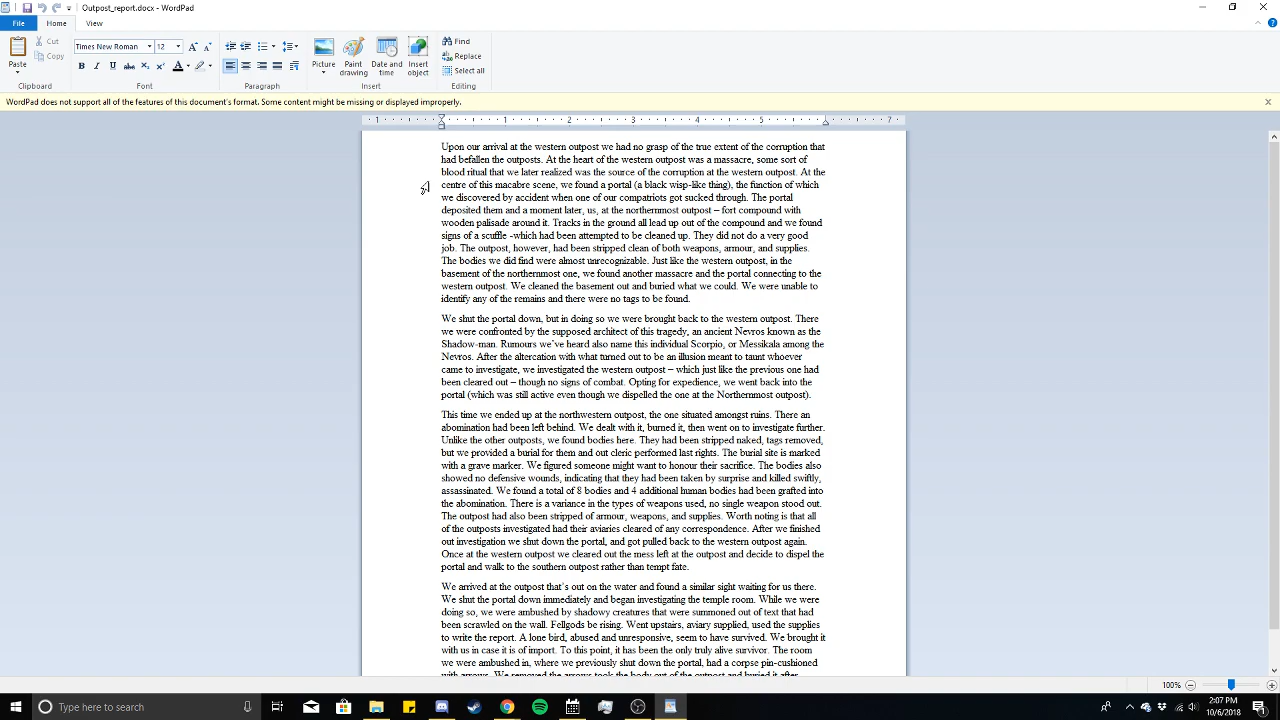 Outpost_report.docx - WordPad
File Home View
Paste
Cut
Copy
Clipboard
Times New Roman 12
Font
Paragraph
Picture
Paint drawing
Date and time
Insert object
Insert
Find
Replace
Select all
Editing
WordPad does not support all of the features of this document's format. Some content might be missing or displayed improperly.
1 1 2 3 4 5 7
Upon our arrival at the western outpost we had no grasp of the true extent of the corruption that
had befallen the outposts. At the heart of the western outpost was a massacre, some sort of
blood ritual that we later realized was the source of the corruption at the western outpost. At the
centre of this macabre scene, we found a portal (a black wisp-like thing), the function of which
we discovered by accident when one of our compatriots got sucked through. The portal
deposited them and a moment later, us, at the northernmost outpost – fort compound with
wooden palisade around it. Tracks in the ground all lead up out of the compound and we found
signs of a scuffle -which had been attempted to be cleaned up. They did not do a very good
job. The outpost, however, had been stripped clean of both weapons, armour, and supplies.
The bodies we did find were almost unrecognizable. Just like the western outpost, in the
basement of the northernmost one, we found another massacre and the portal connecting to the
western outpost. We cleaned the basement out and buried what we could. We were unable to
identify any of the remains and there were no tags to be found.
We shut the portal down, but in doing so we were brought back to the western outpost. There
we were confronted by the supposed architect of this tragedy, an ancient Nevros known as the
Shadow-man. Rumours we've heard also name this individual Scorpio, or Messikala among the
Nevros. After the altercation with what turned out to be an illusion meant to taunt whoever
came to investigate, we investigated the western outpost – which just like the previous one had
been cleared out – though no signs of combat. Opting for expedience, we went back into the
portal (which was still active even though we dispelled the one at the Northernmost outpost).
This time we ended up at the northwestern outpost, the one situated amongst ruins. There an
abomination had been left behind. We dealt with it, burned it, then went on to investigate further.
Unlike the other outposts, we found bodies here. They had been stripped naked, tags removed,
but we provided a burial for them and out cleric performed last rights. The burial site is marked
with a grave marker. We figured someone might want to honour their sacrifice. The bodies also
showed no defensive wounds, indicating that they had been taken by surprise and killed swiftly,
assassinated. We found a total of 8 bodies and 4 additional human bodies had been grafted into
the abomination. There is a variance in the types of weapons used, no single weapon stood out.
The outpost had also been stripped of armour, weapons, and supplies. Worth noting is that all
of the outposts investigated had their aviaries cleared of any correspondence. After we finished
out investigation we shut down the portal, and got pulled back to the western outpost again.
Once at the western outpost we cleared out the mess left at the outpost and decide to dispel the
portal and walk to the southern outpost rather than tempt fate.
We arrived at the outpost that's out on the water and found a similar sight waiting for us there.
We shut the portal down immediately and began investigating the temple room. While we were
doing so, we were ambushed by shadowy creatures that were summoned out of text that had
been scrawled on the wall. Fellgods be rising. Went upstairs, aviary supplied, used the supplies
to write the report. A lone bird, abused and unresponsive, seem to have survived. We brought it
with us in case it is of import. To this point, it has been the only truly alive survivor. The room
we were ambushed in, where we previously shut down the portal, had a corpse pin-cushioned
with arrows. We removed the arrows took the body out of the outpost and buried it after
100%
Type here to search
2:07 PM
10/6/2018